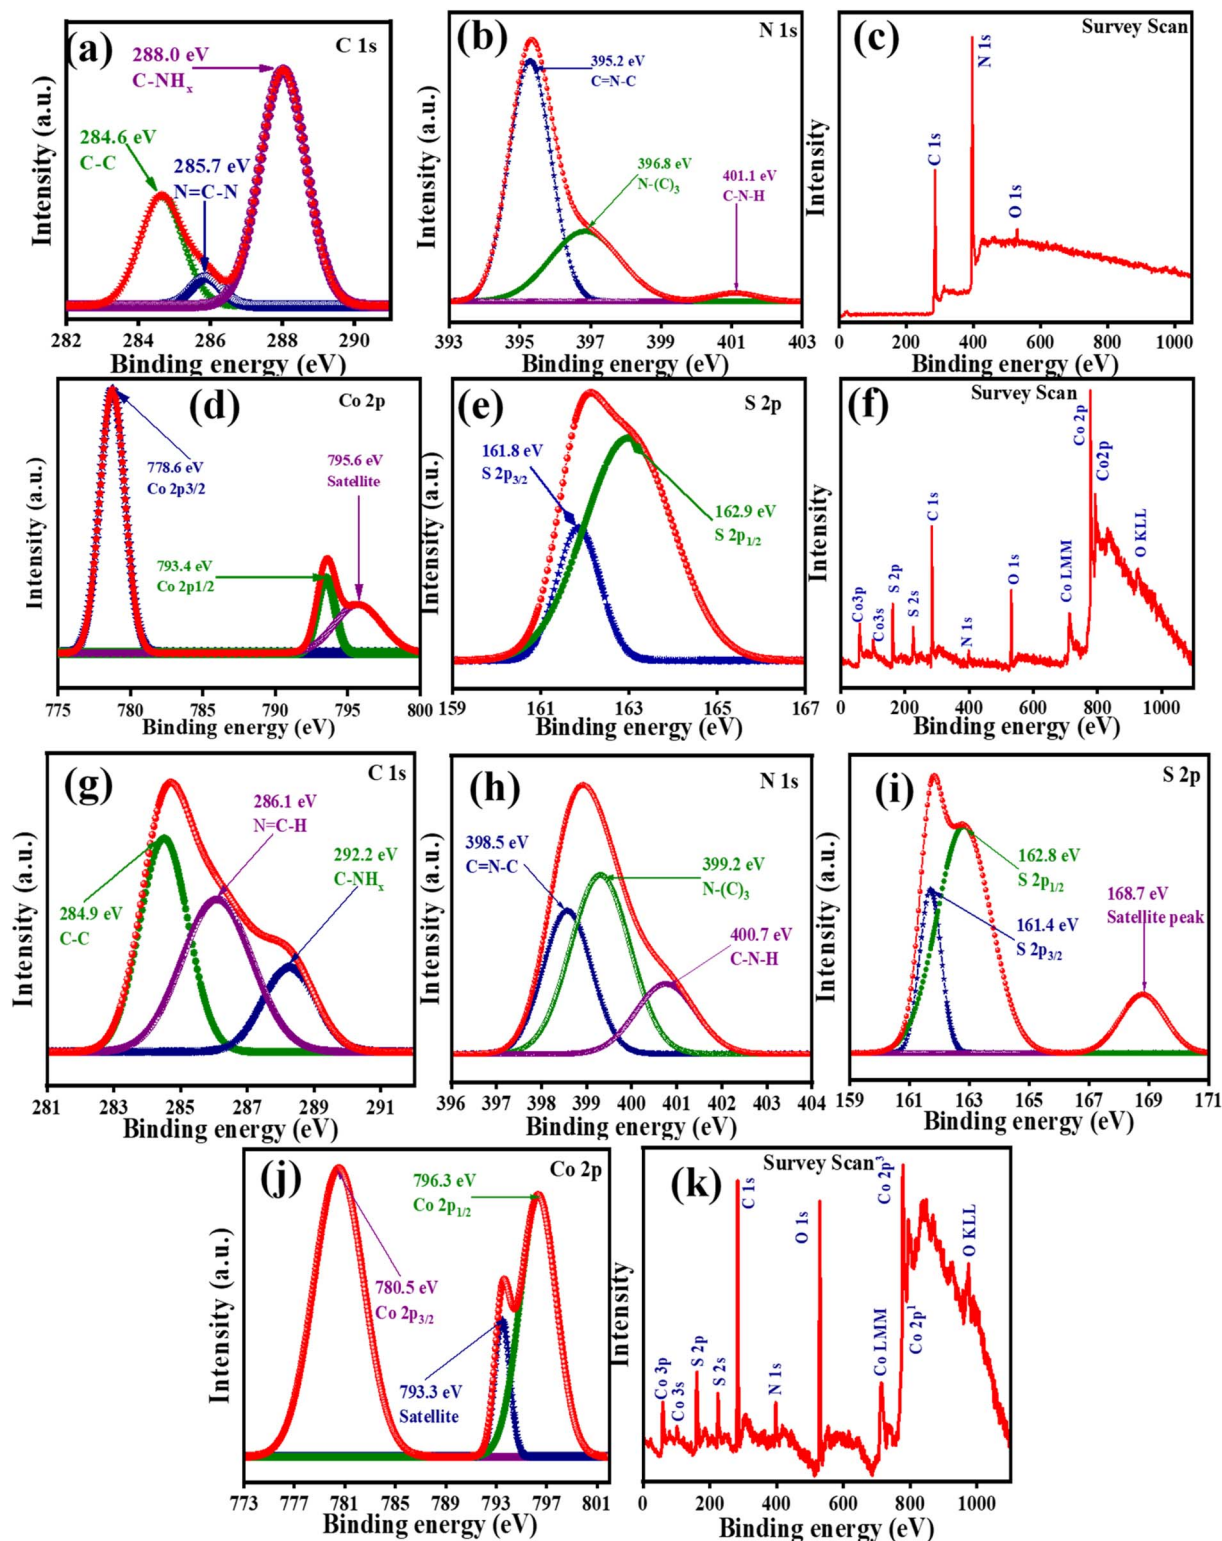 (a)
C 1s
288.0 eV
C-NHx
284.6 eV
C-C
285.7 eV
N=C-N
Intensity (a.u.)
282 284 286 288 290
Binding energy (eV)
(b)
N 1s
395.2 eV
C=N-C
396.8 eV
N-(C)3
401.1 eV
C-N-H
Intensity (a.u.)
393 395 397 399 401 403
Binding energy (eV)
(c)
Survey Scan
N 1s
C 1s
O 1s
Intensity
0 200 400 600 800 1000
Binding energy (eV)
(d)
Co 2p
778.6 eV
Co 2p3/2
795.6 eV
Satellite
793.4 eV
Co 2p1/2
Intensity (a.u.)
775 780 785 790 795 800
Binding energy (eV)
(e)
S 2p
161.8 eV
S 2p3/2
162.9 eV
S 2p1/2
Intensity (a.u.)
159 161 163 165 167
Binding energy (eV)
(f)
Survey Scan
Co 2p
Co2p
C 1s
O KLL
O 1s
Co LMM
Co3p
Co3s
S 2p
S 2s
N 1s
Intensity (a.u.)
0 200 400 600 800 1000
Binding energy (eV)
(g)
C 1s
286.1 eV
N=C-H
292.2 eV
C-NHx
284.9 eV
C-C
Intensity (a.u.)
281 283 285 287 289 291
Binding energy (eV)
(h)
N 1s
398.5 eV
C=N-C
399.2 eV
N-(C)3
400.7 eV
C-N-H
Intensity (a.u.)
396 397 398 399 400 401 402 403 404
Binding energy (eV)
(i)
S 2p
162.8 eV
S 2p1/2
161.4 eV
S 2p3/2
168.7 eV
Satellite peak
Intensity (a.u.)
159 161 163 165 167 169 171
Binding energy (eV)
(j)
Co 2p
796.3 eV
Co 2p1/2
780.5 eV
Co 2p3/2
793.3 eV
Satellite
Intensity (a.u.)
773 777 781 785 789 793 797 801
Binding energy (eV)
(k)
Survey Scan
Co 2p3
C 1s
O 1s
O KLL
Co LMM
Co 2p1
Co 3p
Co 3s
S 2p
S 2s
N 1s
Intensity
0 200 400 600 800 1000
Binding energy (eV)